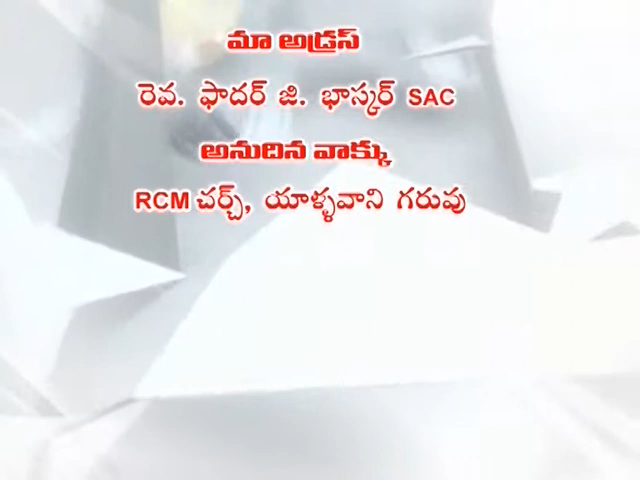 మా అడ్రస్
రెవ. ఫాదర్ జి. భాస్కర్ SAC
అనుదిన వాక్కు
RCM చర్చ్, యాళ్ళవాని గరువు